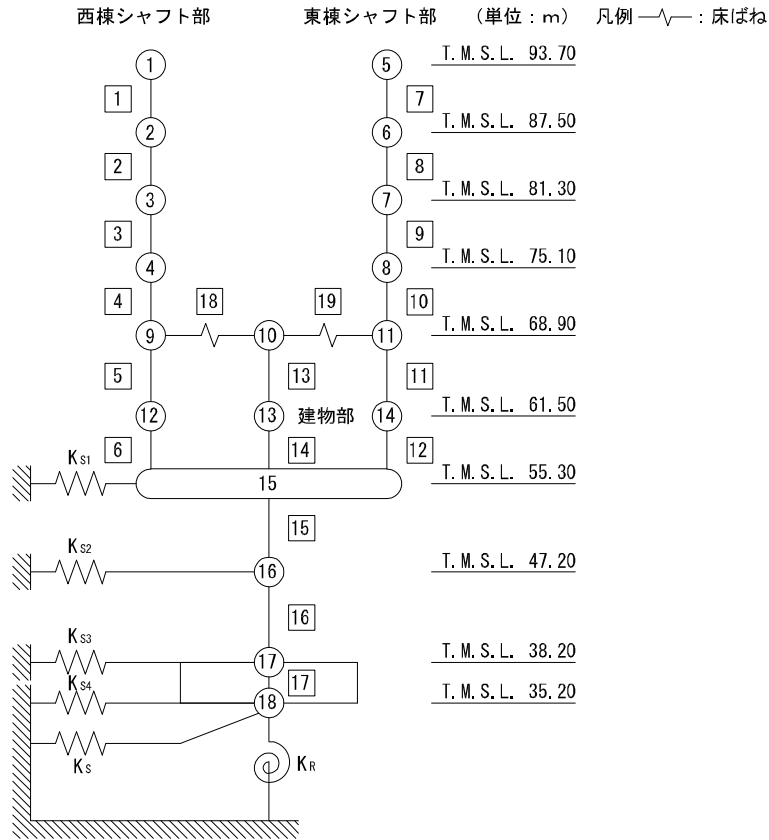 西棟シャフト部 東棟シャフト部 (単位:m) 凡例 :床ばね
1 5 T.M.S.L. 93.70
1 7
2 6 T.M.S.L. 87.50
2 8
3 7 T.M.S.L. 81.30
3 9
4 8 T.M.S.L. 75.10
4 18 19 10
9 10 11 T.M.S.L. 68.90
5 13 11
12 13 建物部 14 T.M.S.L. 61.50
6 14 12
KS1 15 T.M.S.L. 55.30
15
KS2 16 T.M.S.L. 47.20
16
KS3 17 T.M.S.L. 38.20
17
KS4 18 T.M.S.L. 35.20
KS KR